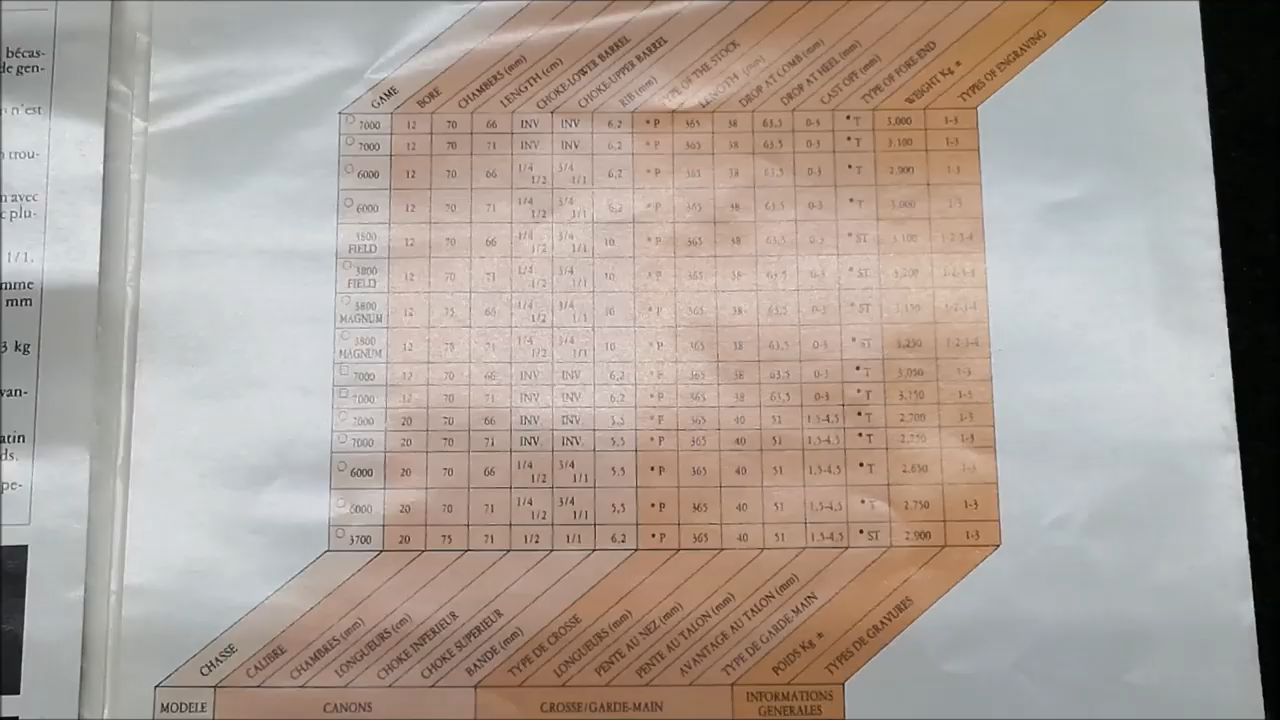 bécas-
de gen-
n'est
trou-
n avec
plu-
1/1.
mme
mm
3 kg
van-
atin
ds.
pe-
GAME BORE CHAMBERS (mm) LENGTH (cm) CHOKE-LOWER BARREL CHOKE-UPPER BARREL RIB (mm) TYPE OF THE STOCK LENGTH (mm) DROP AT COMB (mm) DROP AT HEEL (mm) CAST OFF (mm) TYPE OF FORE-END WEIGHT Kg ± TYPES OF ENGRAVING
7000 12 70 66 INV INV 6,2 * P 365 38 63,5 0-3 * T 3,000 1-3
7000 12 70 71 INV INV 6,2 * P 365 38 63,5 0-3 * T 3,100 1-3
6000 12 70 66 1/4 1/2 3/4 1/1 6,2 * P 365 38 63,5 0-3 * T 2,900 1-3
6000 12 70 71 1/4 1/2 3/4 1/1 6,2 * P 365 38 63,5 0-3 * T 3,000 1-3
3800 FIELD 12 70 66 1/4 1/2 3/4 1/1 10 * P 365 38 63,5 0-3 * ST 3,100 1-2-3-4
3800 FIELD 12 70 71 1/4 1/2 3/4 1/1 10 * P 365 38 63,5 0-3 * ST 3,200 1-2-3-4
3800 MAGNUM 12 75 66 1/4 1/2 3/4 1/1 10 * P 365 38 63,5 0-3 * ST 3,150 1-2-3-4
3800 MAGNUM 12 71 1/4 1/2 3/4 1/1 10 * P 365 38 63,5 0-3 * ST 3,250 1-2-3-4
7000 12 70 66 INV INV 6,2 * P 365 38 63,5 0-3 * T 3,050 1-3
7000 12 70 71 INV INV 6,2 * P 365 38 63,5 0-3 * T 3,150 1-3
7000 20 70 66 INV INV 5,5 * P 365 40 51 1,5-4,5 * T 2,700 1-3
7000 20 70 71 INV INV 5,5 * P 365 40 51 1,5-4,5 * T 2,750 1-3
6000 20 70 66 1/4 1/2 3/4 1/1 5,5 * P 365 40 51 1,5-4,5 * T 2,650 1-3
6000 20 70 71 1/4 1/2 3/4 1/1 5,5 * P 365 40 51 1,5-4,5 * T 2,750 1-3
3700 20 75 71 1/2 1/1 6,2 * P 365 40 51 1,5-4,5 * ST 2,900 1-3
CHASSE CALIBRE CHAMBRES (mm) LONGUEURS (cm) CHOKE INFERIEUR CHOKE SUPERIEUR BANDE (mm) TYPE DE CROSSE LONGUEURS (mm) PENTE AU NEZ (mm) PENTE AU TALON (mm) AVANTAGE AU TALON (mm) TYPE DE GARDE-MAIN POIDS Kg ± TYPES DE GRAVURES
MODELE CANONS CROSSE/GARDE-MAIN INFORMATIONS GENERALES